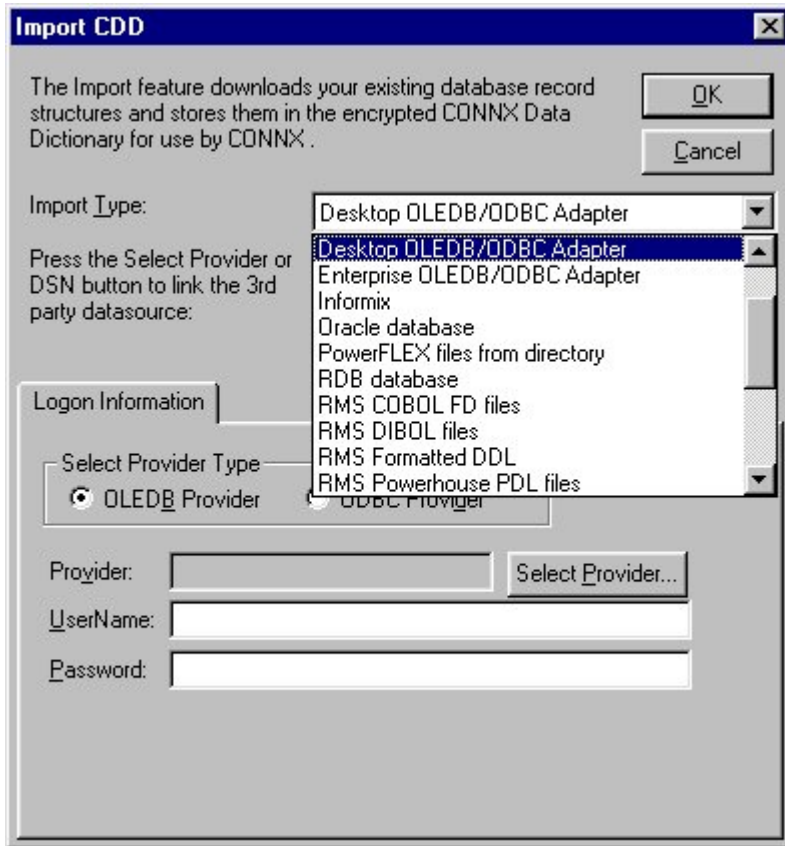 Import CDD
The Import feature downloads your existing database record
structures and stores them in the encrypted CONNX Data
Dictionary for use by CONNX .
OK
Cancel
Import Type:
Desktop OLEDB/ODBC Adapter
Press the Select Provider or
DSN button to link the 3rd
party datasource:
Desktop OLEDB/ODBC Adapter
Enterprise OLEDB/ODBC Adapter
Informix
Oracle database
PowerFLEX files from directory
RDB database
RMS COBOL FD files
RMS DIBOL files
RMS Formatted DDL
RMS Powerhouse PDL files
Logon Information
Select Provider Type
OLEDB Provider
ODBC Provider
Provider:
Select Provider...
UserName:
Password: